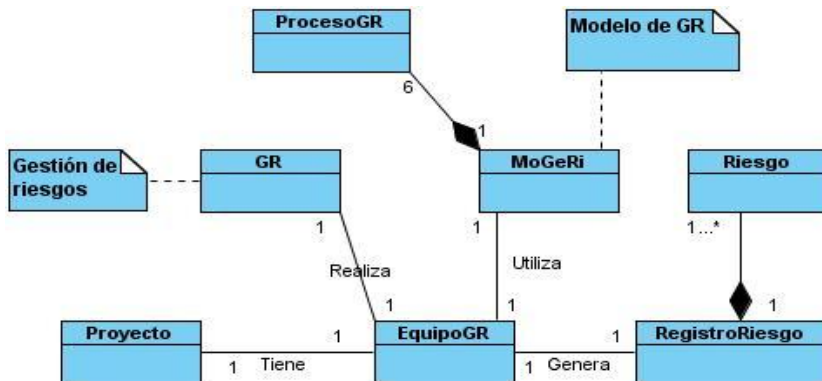 ProcesoGR
Modelo de GR
6
1
Gestión de
riesgos
GR
MoGeRi
Riesgo
1
1
1...*
Realiza
Utiliza
1
1
1
Proyecto
1
EquipoGR
1
RegistroRiesgo
1
Tiene
1
Genera